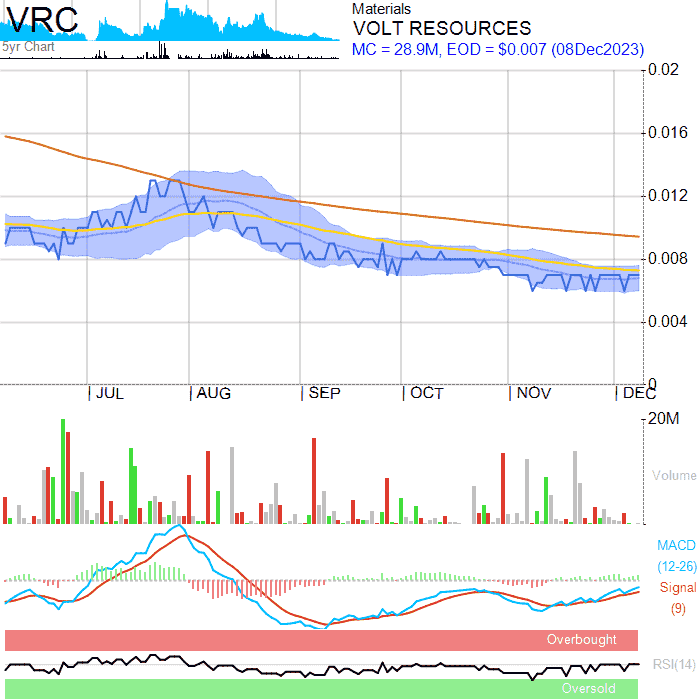 VRC
5yr Chart
Materials
VOLT RESOURCES
MC = 28.9M, EOD = $0.007 (08Dec2023)
0.02
0.016
0.012
0.008
0.004
0
JUL AUG SEP OCT NOV DEC
20M
Volume
MACD
(12-26)
Signal
(9)
Overbought
RSI(14)
Oversold